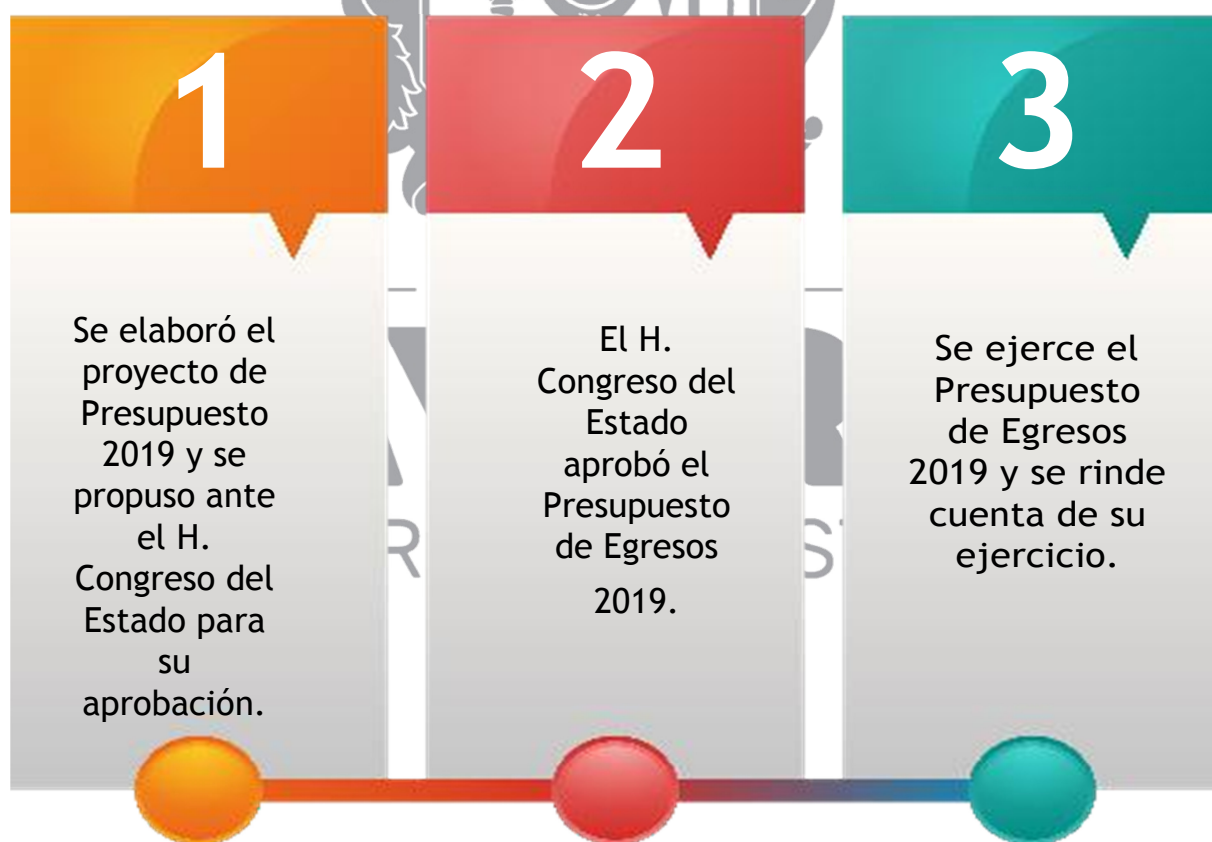 1
Se elaboró el
proyecto de
Presupuesto
2019 y se
propuso ante
el H.
Congreso del
Estado para
su
aprobación.
2
El H.
Congreso del
Estado
aprobó el
Presupuesto
de Egresos
2019.
3
Se ejerce el
Presupuesto
de Egresos
2019 y se rinde
cuenta de su
ejercicio.